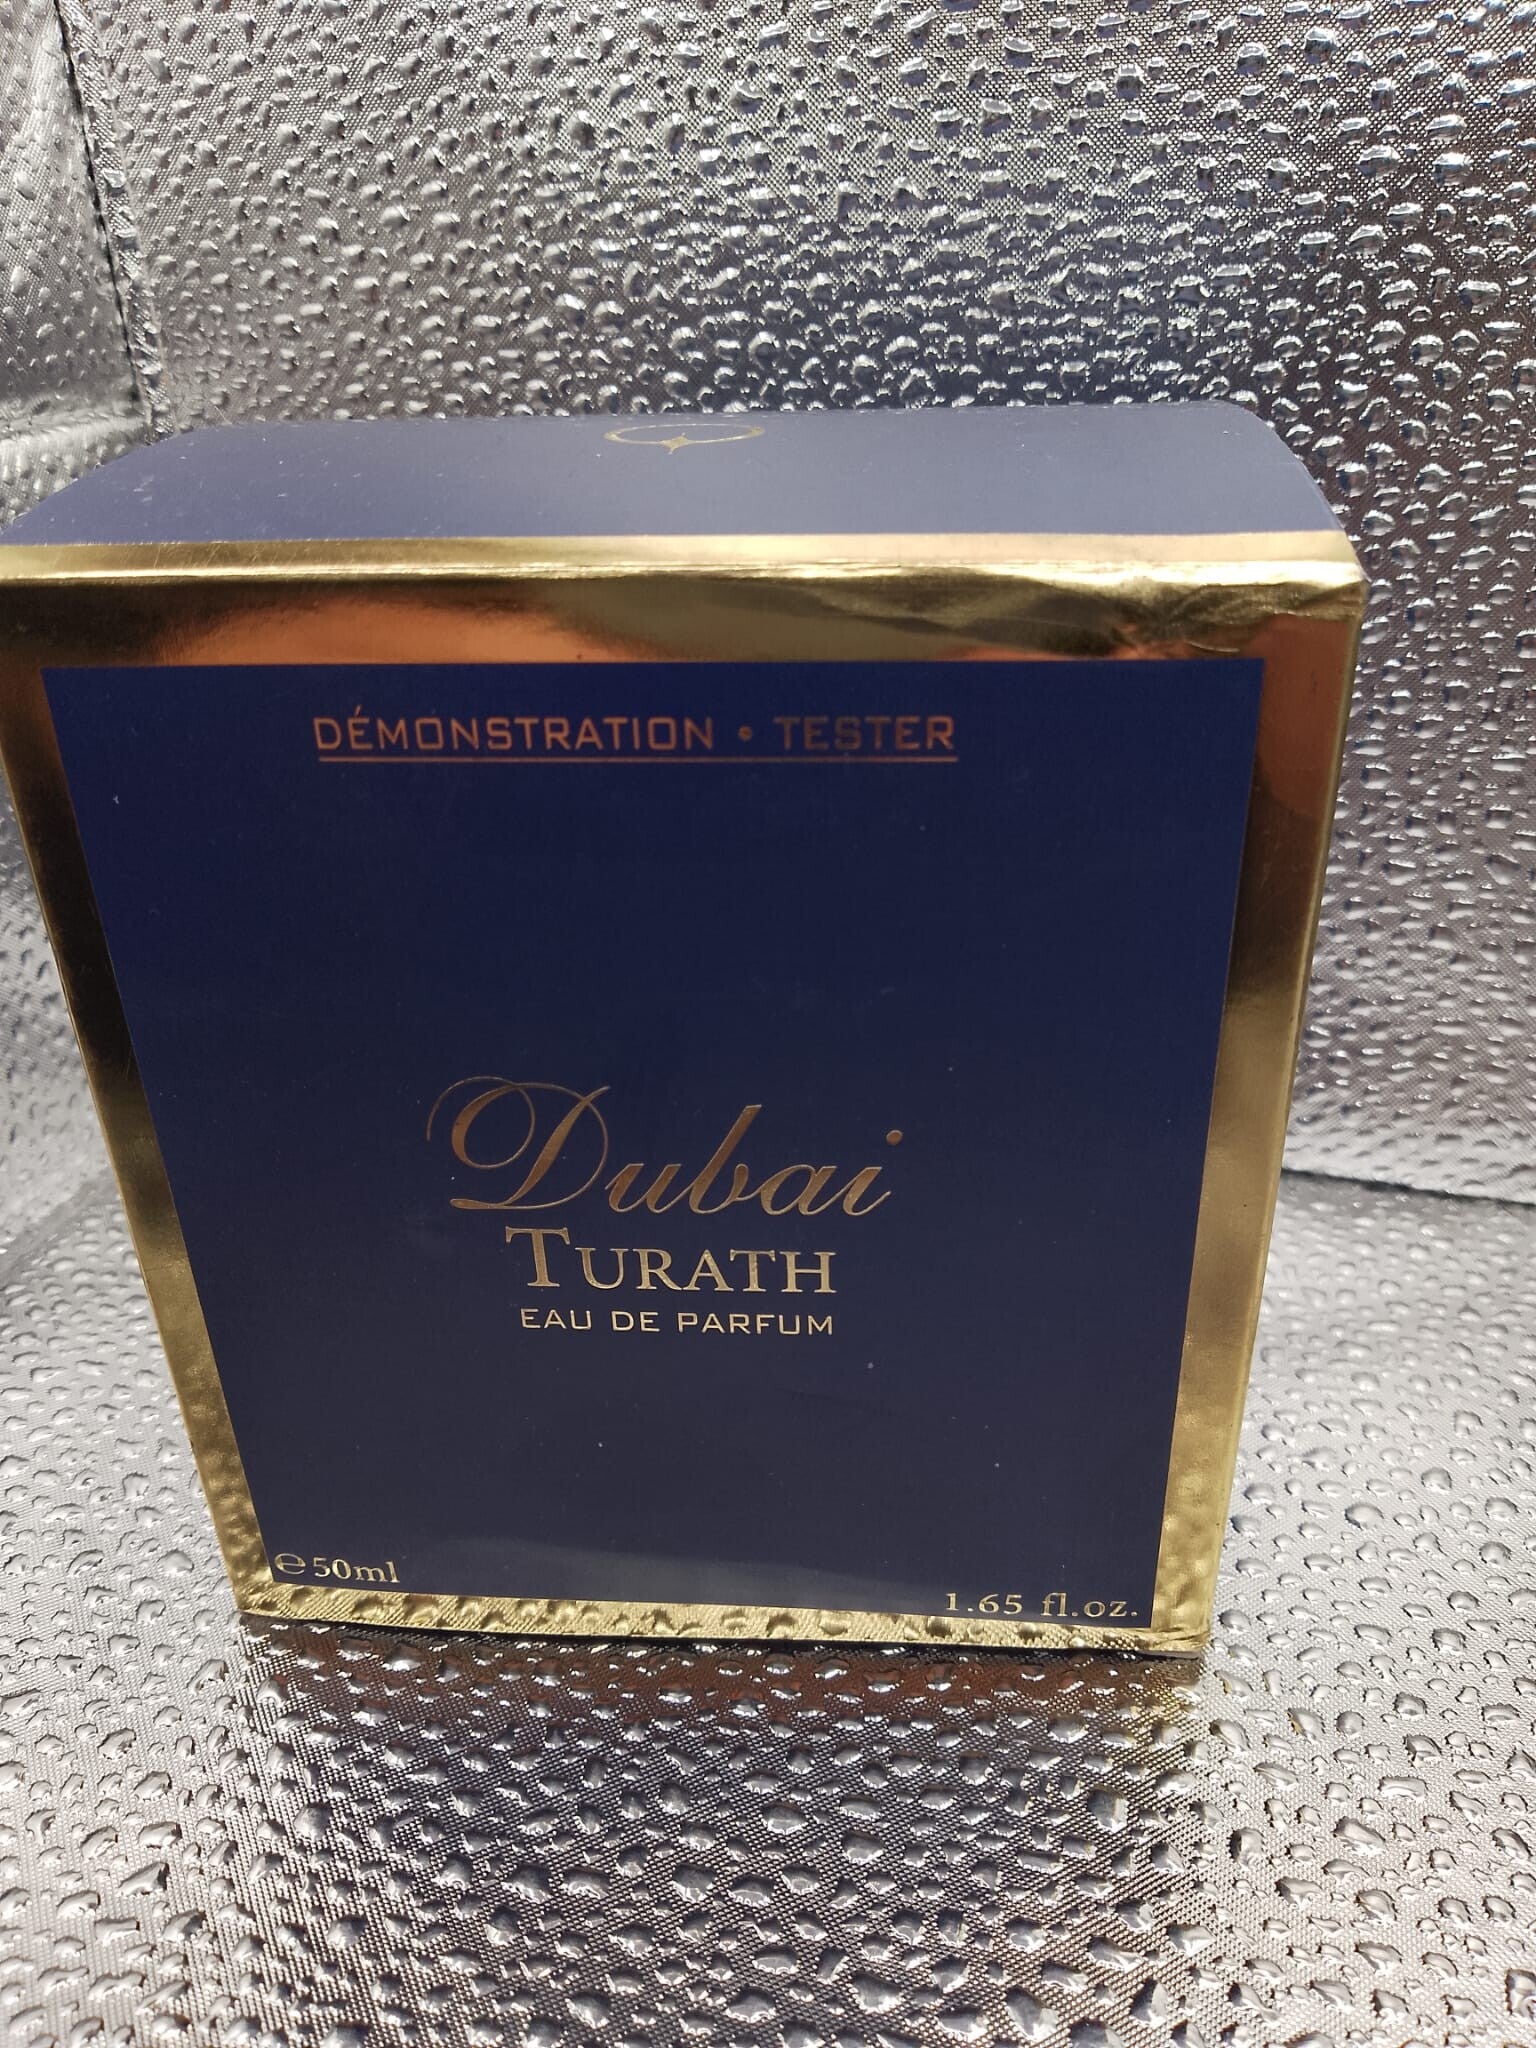 DÉMONSTRATION • TESTER
Dubai
TURATH
EAU DE PARFUM
℮50ml
1.65 fl.oz.